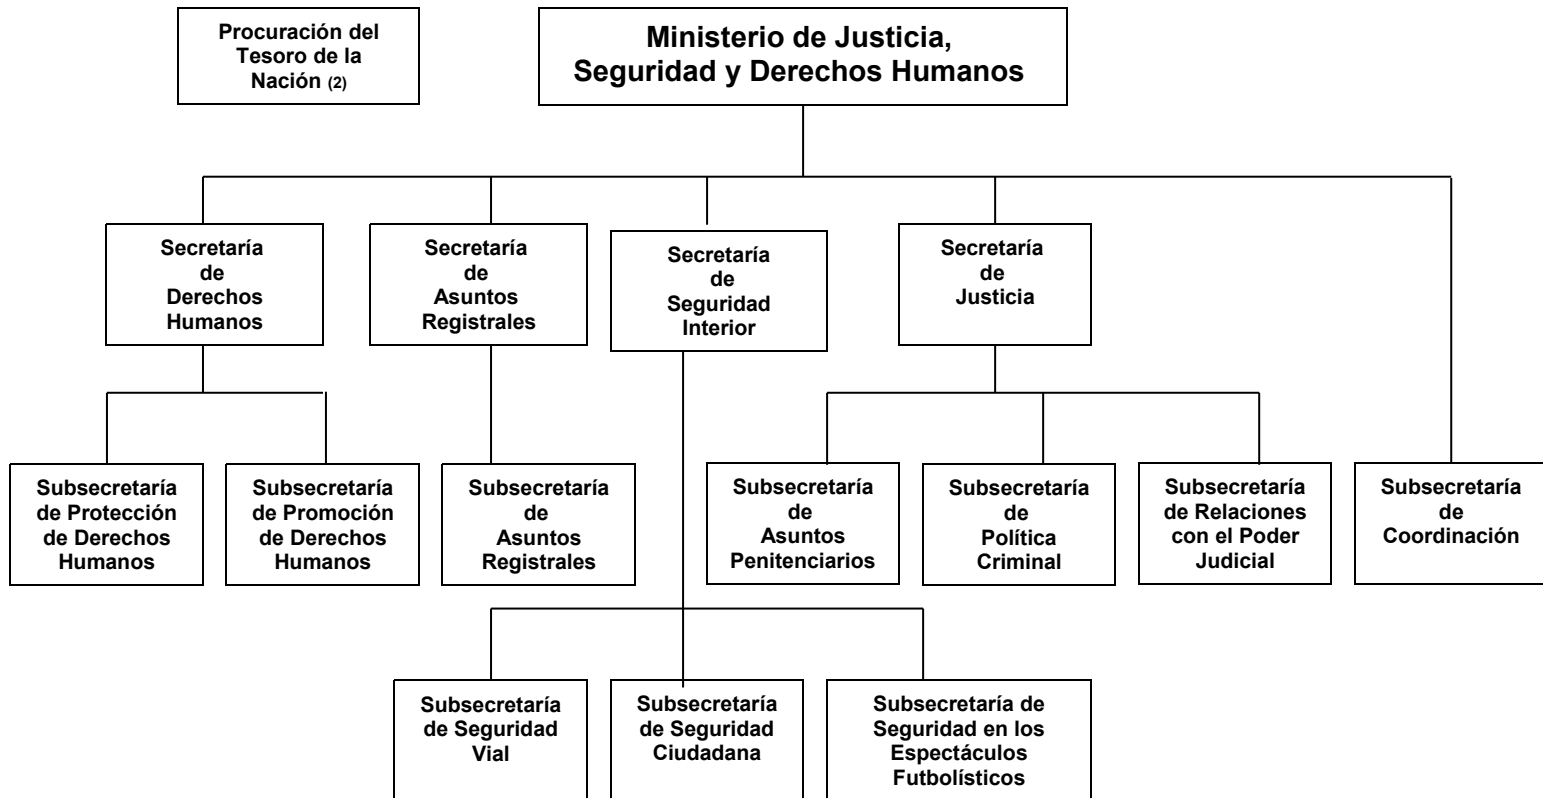 Procuración del
Tesoro de la
Nación (2)
Ministerio de Justicia,
Seguridad y Derechos Humanos
Secretaría
de
Derechos
Humanos
Secretaría
de
Asuntos
Registrales
Secretaría
de
Seguridad
Interior
Secretaría
de
Justicia
Subsecretaría
de Protección
de Derechos
Humanos
Subsecretaría
de Promoción
de Derechos
Humanos
Subsecretaría
de
Asuntos
Registrales
Subsecretaría
de
Asuntos
Penitenciarios
Subsecretaría
de
Política
Criminal
Subsecretaría
de Relaciones
con el Poder
Judicial
Subsecretaría
de
Coordinación
Subsecretaría
de Seguridad
Vial
Subsecretaría
de Seguridad
Ciudadana
Subsecretaría de
Seguridad en los
Espectáculos
Futbolísticos